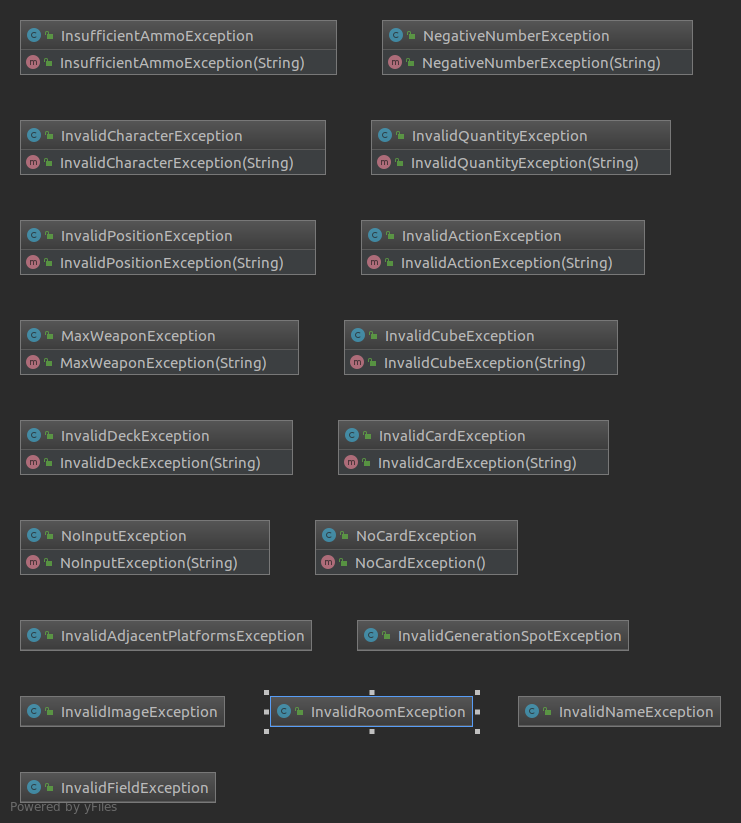 InsufficientAmmoException
InsufficientAmmoException(String)
NegativeNumberException
NegativeNumberException(String)
InvalidCharacterException
InvalidCharacterException(String)
InvalidQuantityException
InvalidQuantityException(String)
InvalidPositionException
InvalidPositionException(String)
InvalidActionException
InvalidActionException(String)
MaxWeaponException
MaxWeaponException(String)
InvalidCubeException
InvalidCubeException(String)
InvalidDeckException
InvalidDeckException(String)
InvalidCardException
InvalidCardException(String)
NoInputException
NoInputException(String)
NoCardException
NoCardException()
InvalidAdjacentPlatformsException
InvalidGenerationSpotException
InvalidImageException
InvalidRoomException
InvalidNameException
InvalidFieldException
Powered by yFiles